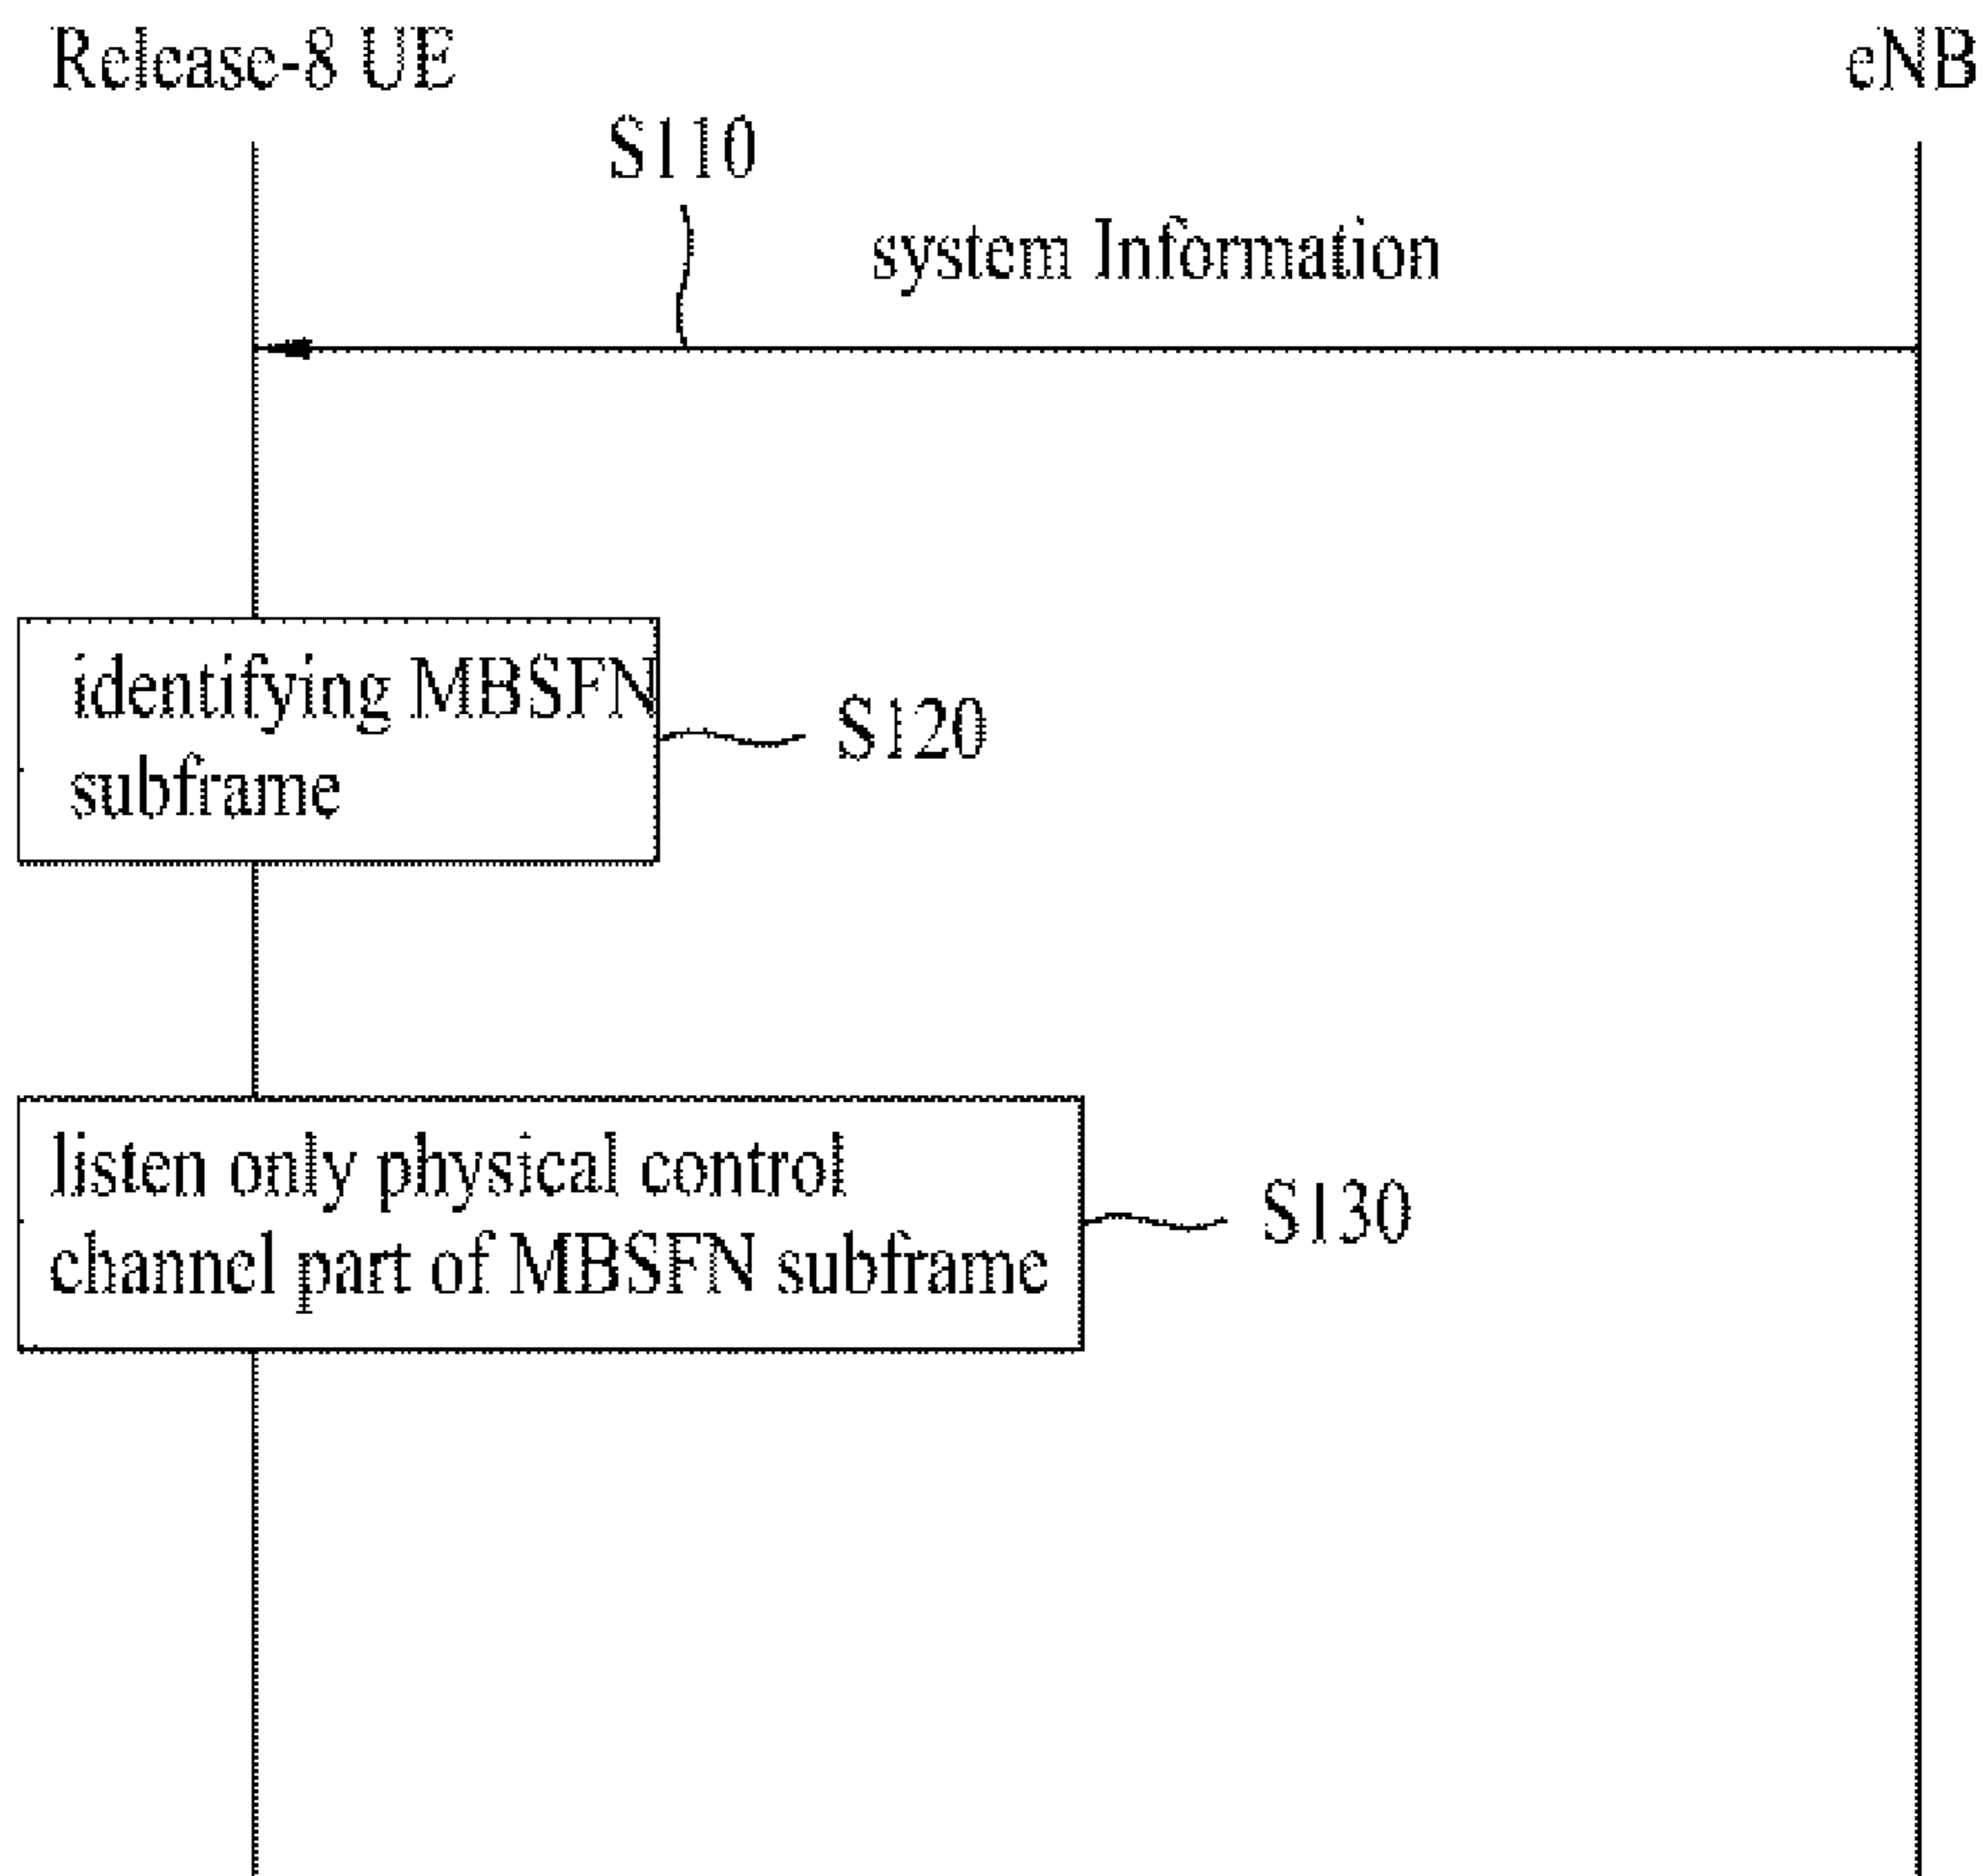 Release-8 UE
eNB
S110
system Information
identifying MBSFN
subframe
S120
listen only physical control
channel part of MBSFN subframe
S130